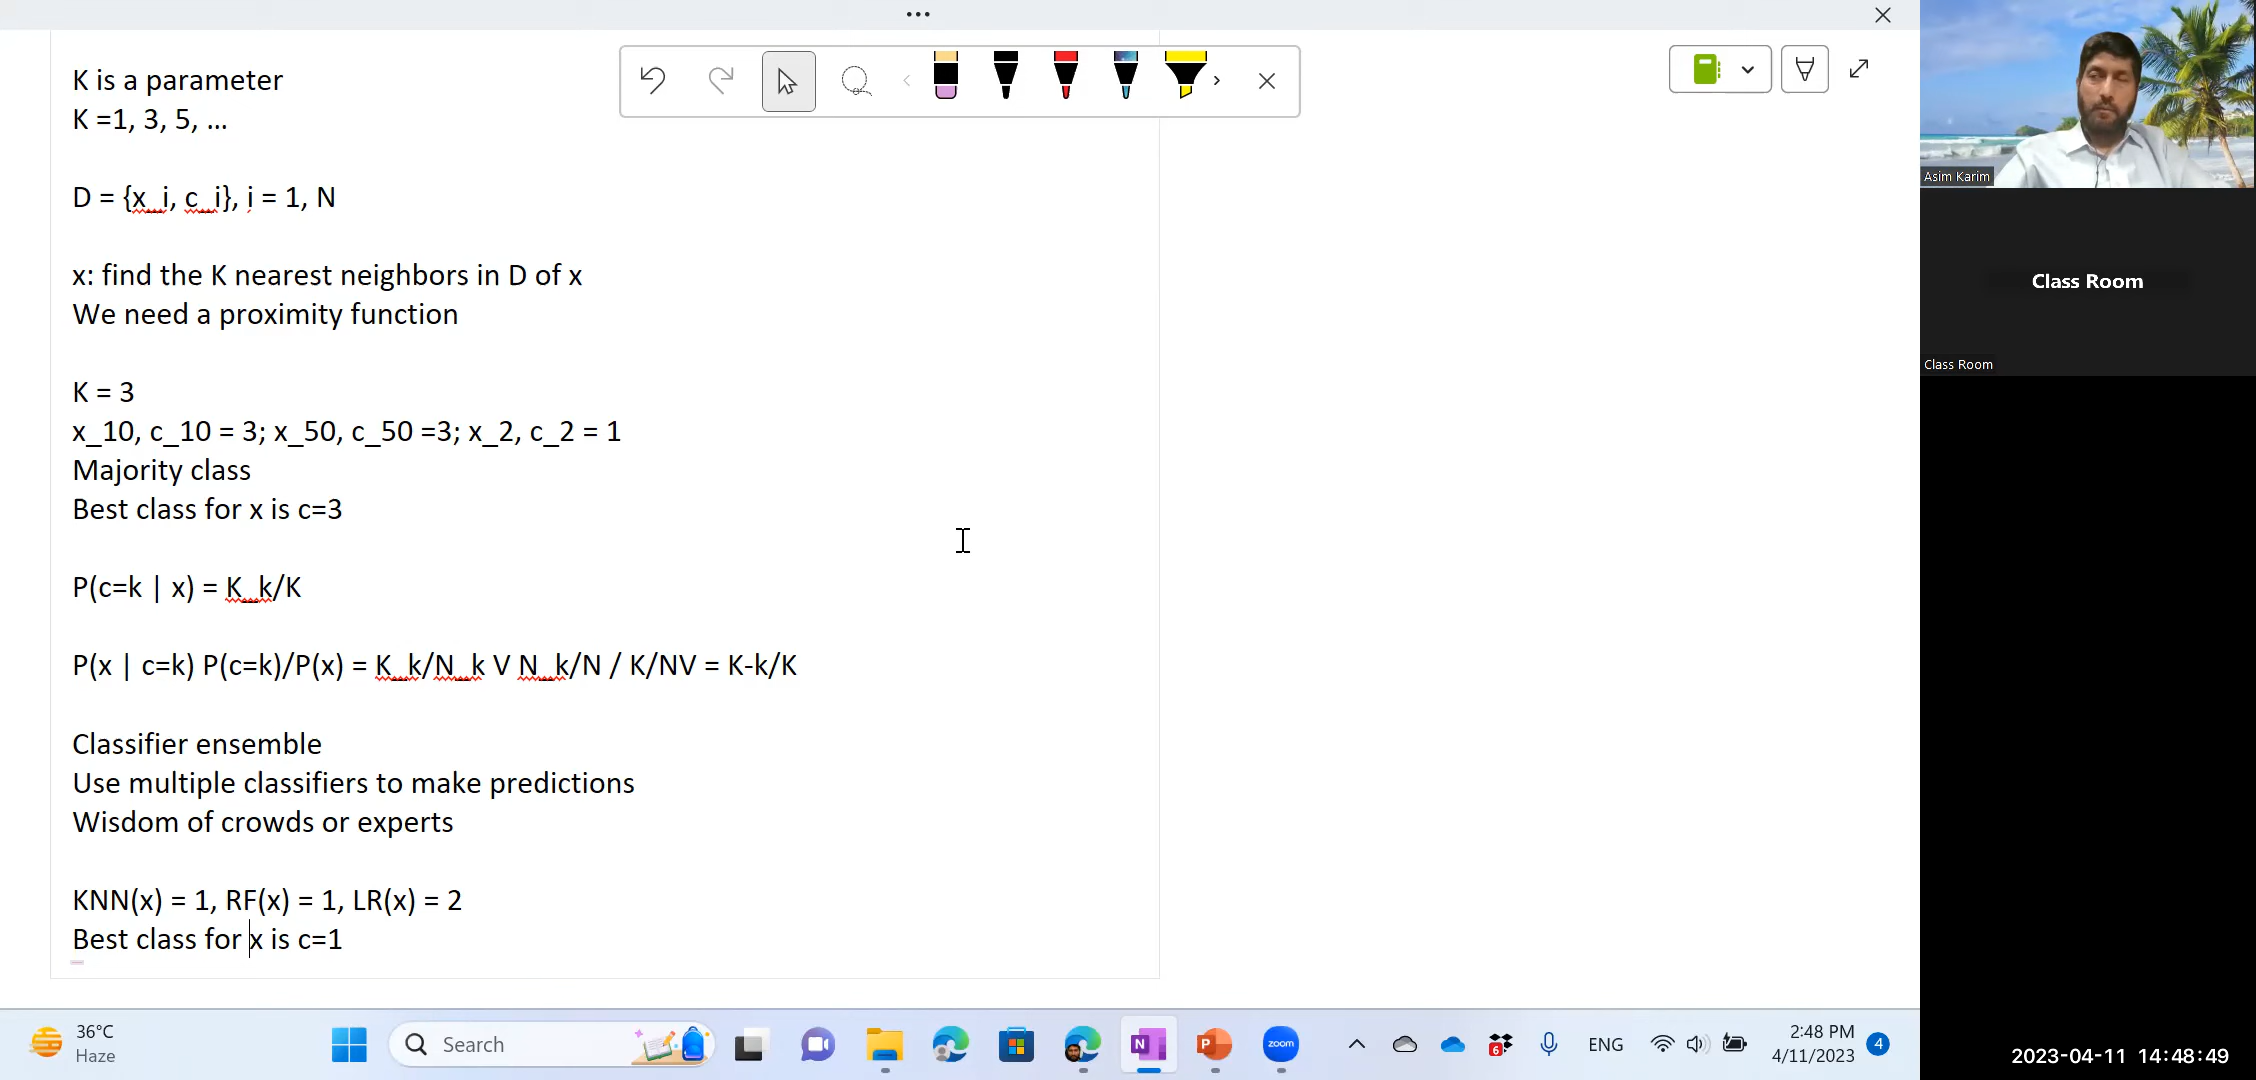 K is a parameter
K =1, 3, 5, ...
D = {x_i, c_i}, i = 1, N
x: find the K nearest neighbors in D of x
We need a proximity function
K = 3
x_10, c_10 = 3; x_50, c_50 =3; x_2, c_2 = 1
Majority class
Best class for x is c=3
P(c=k | x) = K_k/K
P(x | c=k) P(c=k)/P(x) = K_k/N_k V N_k/N / K/NV = K-k/K
Classifier ensemble
Use multiple classifiers to make predictions
Wisdom of crowds or experts
KNN(x) = 1, RF(x) = 1, LR(x) = 2
Best class for x is c=1
Asim Karim
Class Room
Class Room
36°C
Haze
Search
N
P
zoom
6
ENG
2:48 PM
4/11/2023
4
2023-04-11 14:48:49